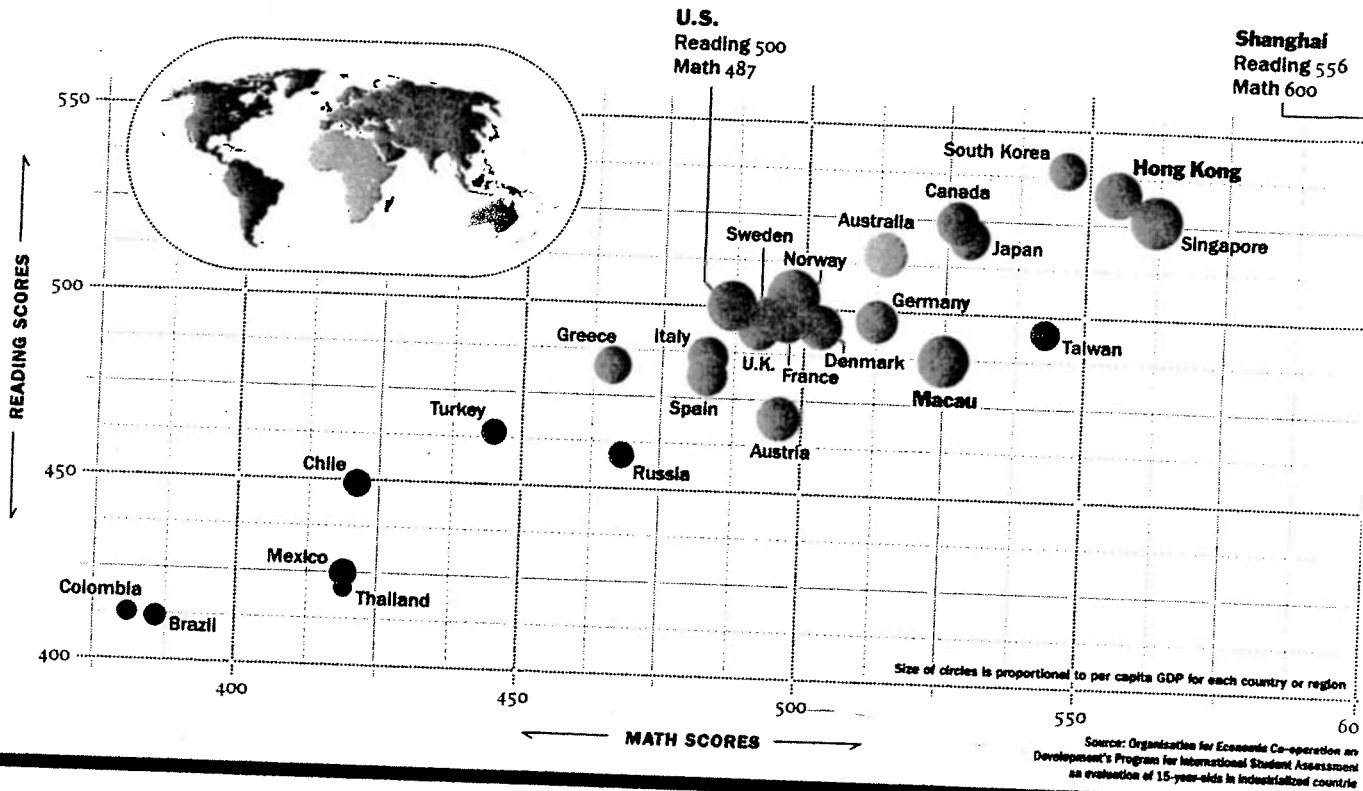 U.S.
Reading 500
Math 487
Shanghai
Reading 556
Math 600
550
South Korea
Hong Kong
Canada
Australia
Sweden
Japan
Singapore
Norway
500
Germany
READING SCORES
Greece
Italy
Taiwan
U.K.
Denmark
France
Spain
Macau
Turkey
Austria
Chile
Russia
450
Mexico
Colombia
Thailand
Brazil
400
Size of circles is proportional to per capita GDP for each country or region
400
450
500
550
60
MATH SCORES
Source: Organisation for Economic Co-operation an
Development's Program for International Student Assessment
an evaluation of 15-year-olds in industrialized countrie